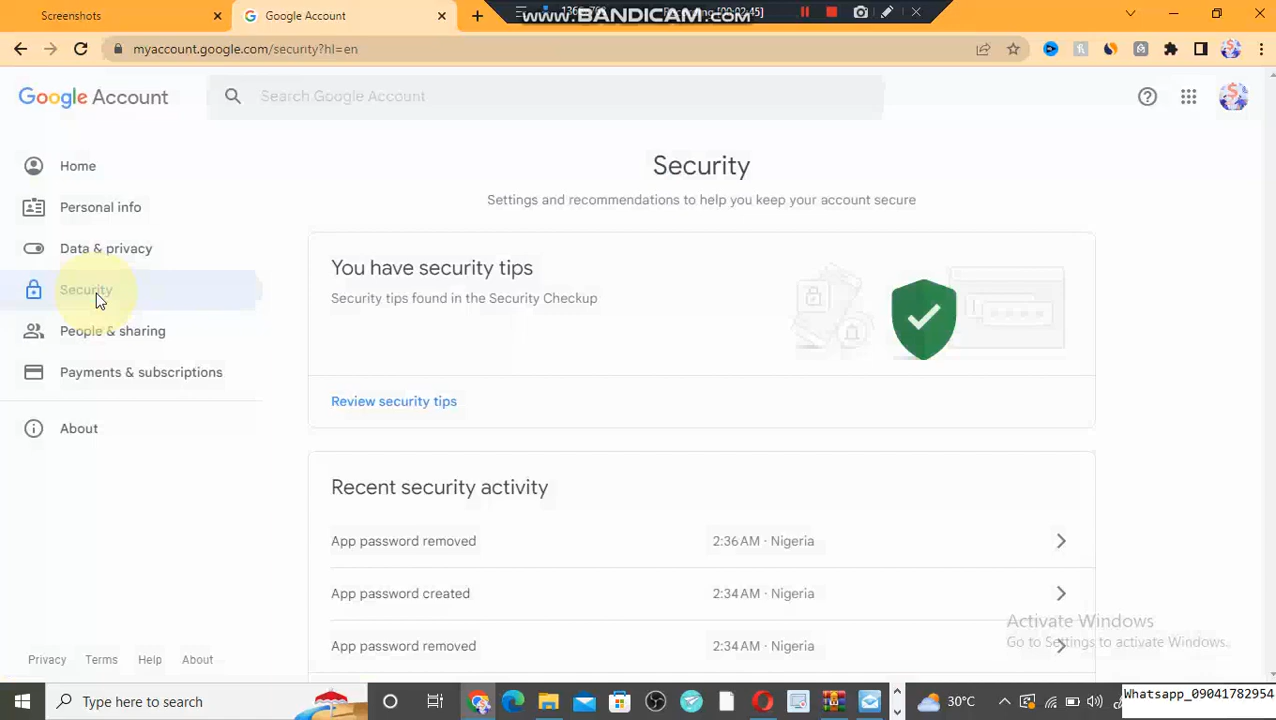 Screenshots
Google Account
www.BANDICAM.com
myaccount.google.com/security?hl=en
Google Account
Search Google Account
Home
Personal info
Data & privacy
Security
People & sharing
Payments & subscriptions
About
Security
Settings and recommendations to help you keep your account secure
You have security tips
Security tips found in the Security Checkup
Review security tips
Recent security activity
App password removed 2:36 AM · Nigeria
App password created 2:34 AM · Nigeria
App password removed 2:34 AM · Nigeria
Activate Windows
Go to Settings to activate Windows.
Privacy Terms Help About
Type here to search
30°C
Whatsapp_09041782954